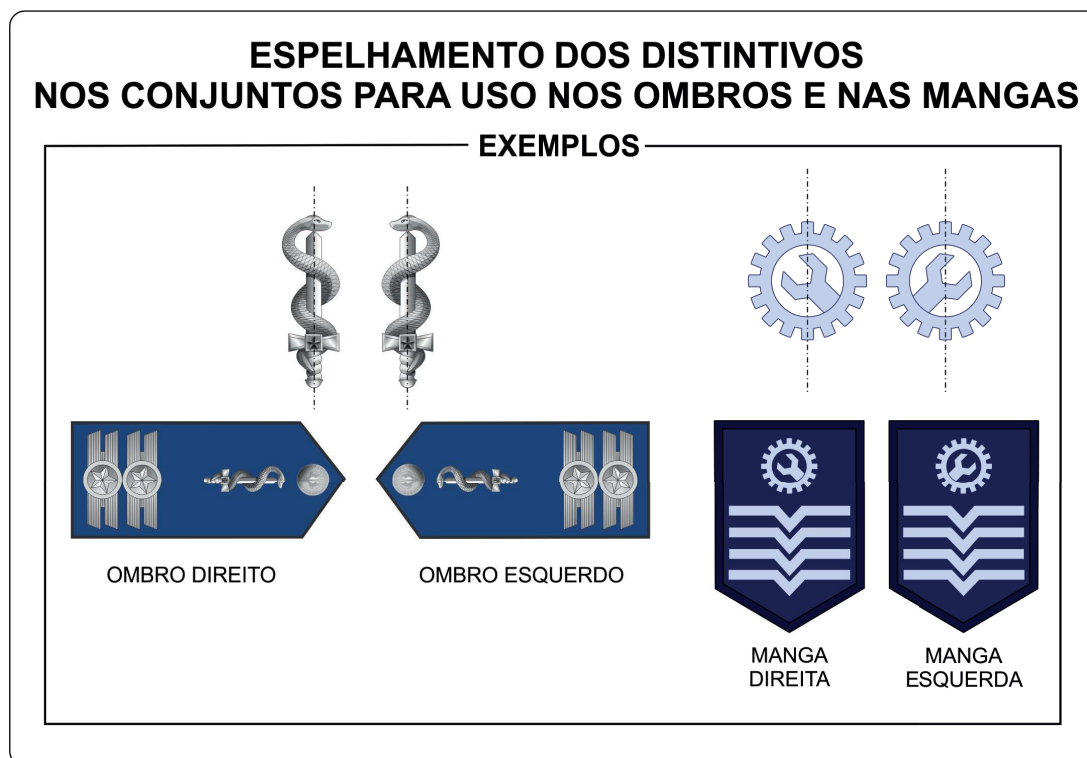 ESPELHAMENTO DOS DISTINTIVOS
NOS CONJUNTOS PARA USO NOS OMBROS E NAS MANGAS
EXEMPLOS
OMBRO DIREITO
OMBRO ESQUERDO
MANGA
DIREITA
MANGA
ESQUERDA